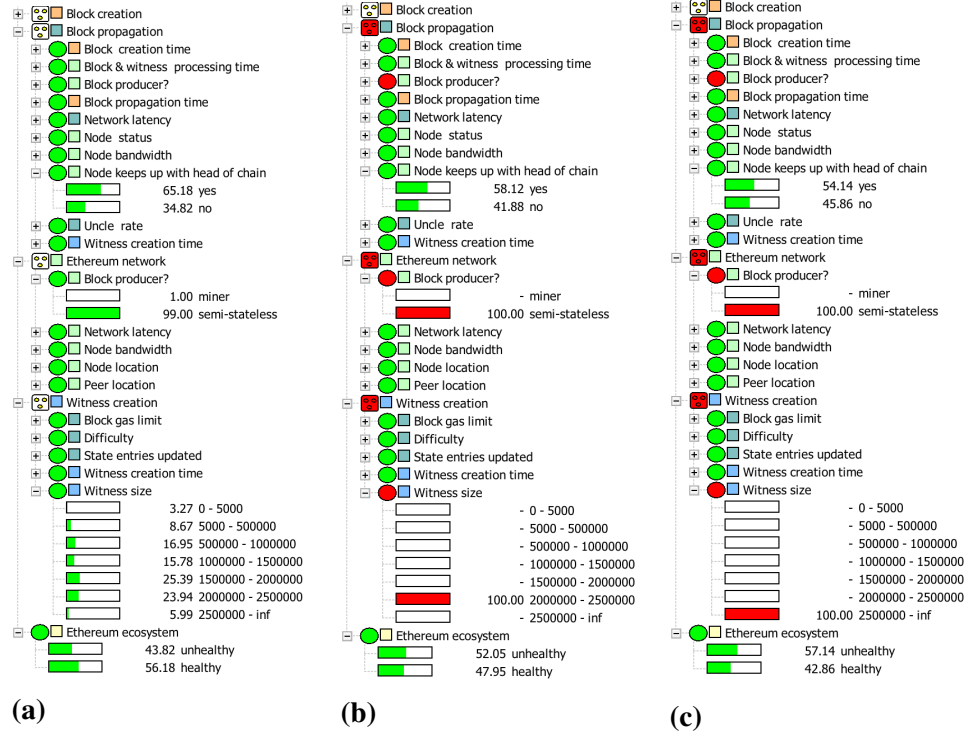 Block creation
Block propagation
Block creation time
Block & witness processing time
Block producer?
Block propagation time
Network latency
Node status
Node bandwidth
Node keeps up with head of chain
65.18 yes
34.82 no
Uncle rate
Witness creation time
Ethereum network
Block producer?
1.00 miner
99.00 semi-stateless
Network latency
Node bandwidth
Node location
Peer location
Witness creation
Block gas limit
Difficulty
State entries updated
Witness creation time
Witness size
3.27 0 - 5000
8.67 5000 - 500000
16.95 500000 - 1000000
15.78 1000000 - 1500000
25.39 1500000 - 2000000
23.94 2000000 - 2500000
5.99 2500000 - inf
Ethereum ecosystem
43.82 unhealthy
56.18 healthy
(a)
Block creation
Block propagation
Block creation time
Block & witness processing time
Block producer?
Block propagation time
Network latency
Node status
Node bandwidth
Node keeps up with head of chain
58.12 yes
41.88 no
Uncle rate
Witness creation time
Ethereum network
Block producer?
- miner
100.00 semi-stateless
Network latency
Node bandwidth
Node location
Peer location
Witness creation
Block gas limit
Difficulty
State entries updated
Witness creation time
Witness size
- 0 - 5000
- 5000 - 500000
- 500000 - 1000000
- 1000000 - 1500000
- 1500000 - 2000000
100.00 2000000 - 2500000
- 2500000 - inf
Ethereum ecosystem
52.05 unhealthy
47.95 healthy
(b)
Block creation
Block propagation
Block creation time
Block & witness processing time
Block producer?
Block propagation time
Network latency
Node status
Node bandwidth
Node keeps up with head of chain
54.14 yes
45.86 no
Uncle rate
Witness creation time
Ethereum network
Block producer?
- miner
100.00 semi-stateless
Network latency
Node bandwidth
Node location
Peer location
Witness creation
Block gas limit
Difficulty
State entries updated
Witness creation time
Witness size
- 0 - 5000
- 5000 - 500000
- 500000 - 1000000
- 1000000 - 1500000
- 1500000 - 2000000
- 2000000 - 2500000
100.00 2500000 - inf
Ethereum ecosystem
57.14 unhealthy
42.86 healthy
(c)